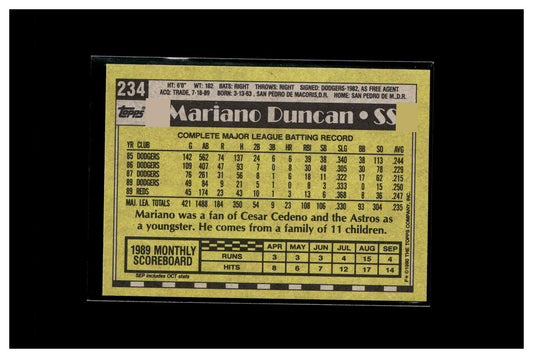 234
HT: 6'0" WT: 182 BATS: RIGHT THROWS: RIGHT SIGNED: DODGERS-1982, AS FREE AGENT
ACQ: TRADE, 7-18-89 BORN: 3-13-63, SAN PEDRO DE MACORIS, D.R. HOME: SAN PEDRO DE M., D.R.
TOPPS Mariano Duncan • SS
COMPLETE MAJOR LEAGUE BATTING RECORD
YR CLUB G AB R H 2B 3B HR RBI SB SLG BB SO AVG
85 DODGERS 142 562 74 137 24 6 6 39 38 .340 38 113 .244
86 DODGERS 109 407 47 93 7 0 8 30 48 .305 30 78 .229
87 DODGERS 76 261 31 56 8 1 6 18 11 .322 17 62 .215
89 DODGERS 49 84 9 21 5 1 0 8 3 .333 0 15 .250
89 REDS 45 174 23 43 10 1 3 13 6 .368 8 36 .247
MAJ. LEA. TOTALS 421 1488 184 350 54 9 23 108 106 .330 93 304 .235
Mariano was a fan of Cesar Cedeno and the Astros as
a youngster. He comes from a family of 11 children.
1989 MONTHLY
SCOREBOARD
APR MAY JUN JUL AUG SEP
RUNS 3 3 3 4 15 4
HITS 8 6 7 12 17 14
SEP includes OCT stats
© 1990 THE TOPPS COMPANY, INC.